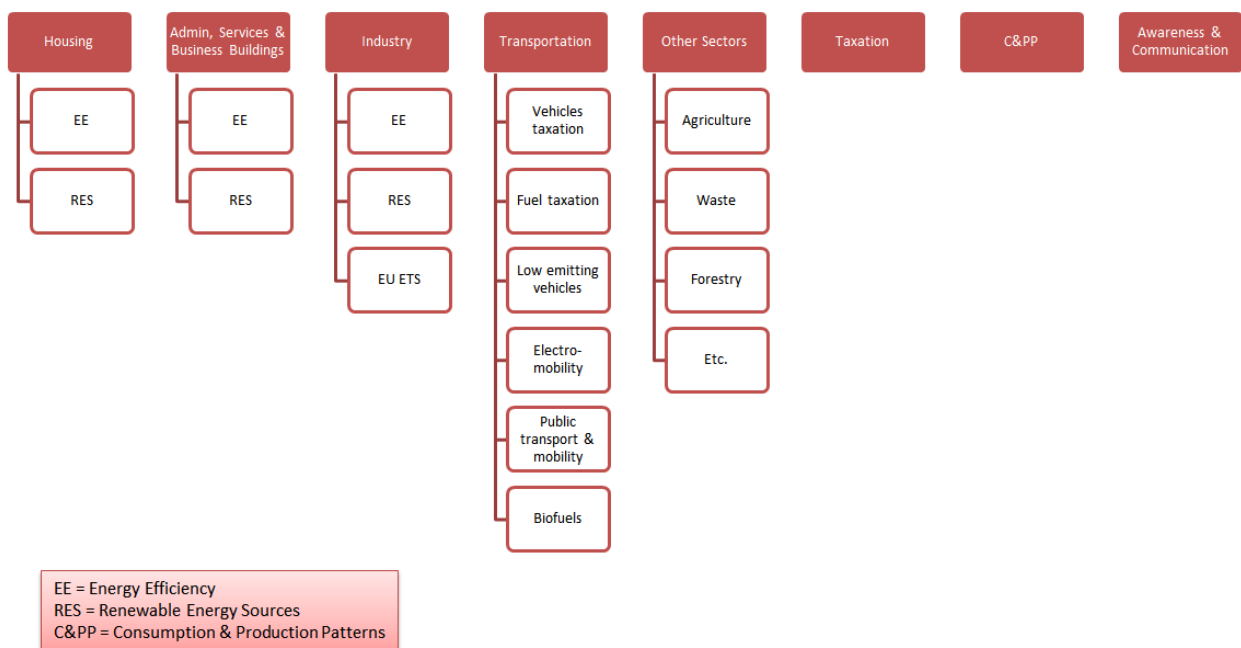 Housing
Admin, Services &
Business Buildings
Industry
Transportation
Other Sectors
Taxation
C&PP
Awareness &
Communication
EE
RES
EE
RES
EE
RES
EU ETS
Vehicles
taxation
Fuel taxation
Low emitting
vehicles
Electro-
mobility
Public
transport &
mobility
Biofuels
Agriculture
Waste
Forestry
Etc.
EE = Energy Efficiency
RES = Renewable Energy Sources
C&PP = Consumption & Production Patterns